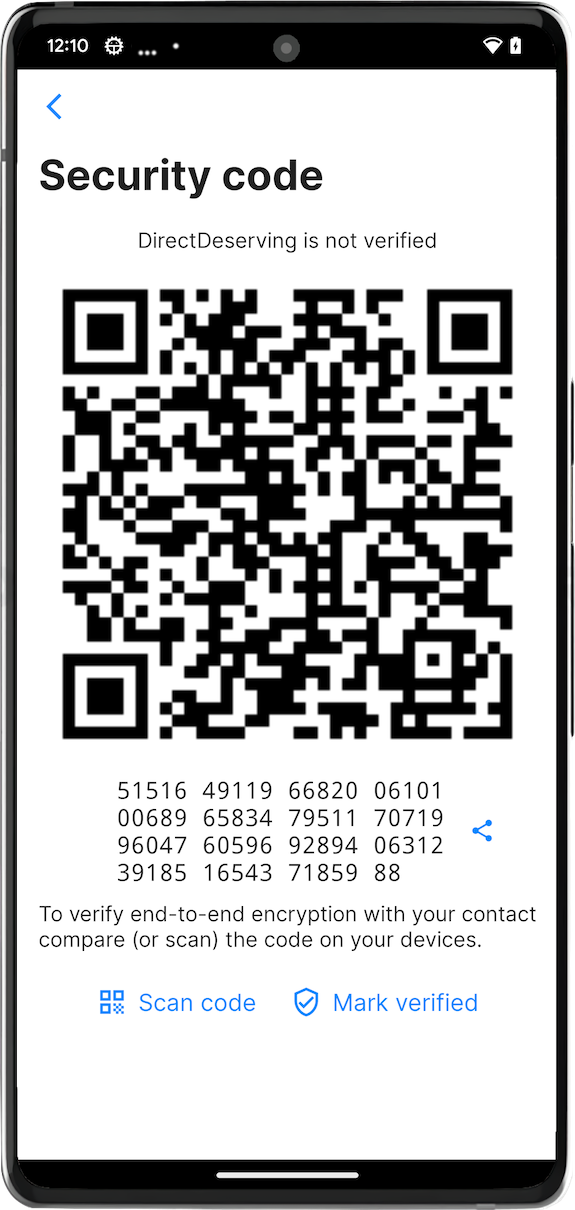 12:10
Security code
DirectDeserving is not verified
51516 49119 66820 06101
00689 65834 79511 70719
96047 60596 92894 06312
39185 16543 71859 88
To verify end-to-end encryption with your contact
compare (or scan) the code on your devices.
Scan code Mark verified